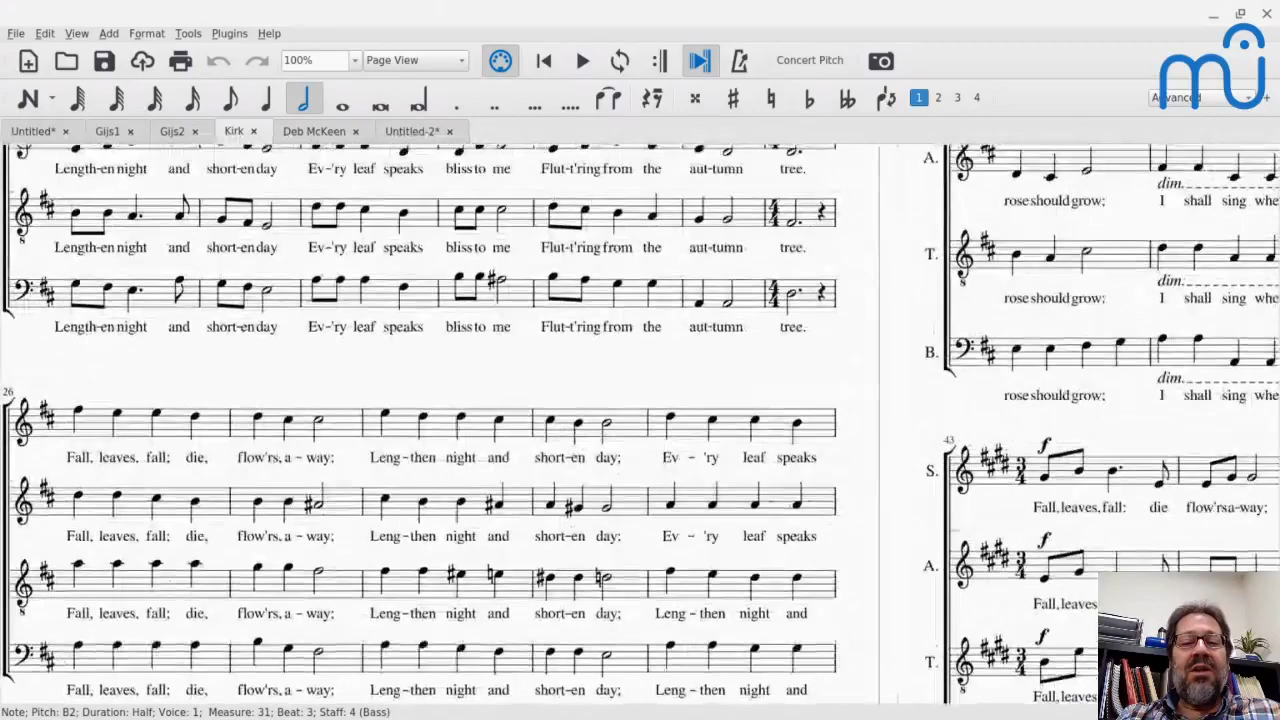 File Edit View Add Format Tools Plugins Help
100% Page View Concert Pitch
1 2 3 4 Advanced +
Untitled* × Gijs1 × Gijs2 × Kirk × Deb McKeen × Untitled-2* ×
Length-en night and short-en day Ev-'ry leaf speaks bliss to me Flut-t'ring from the aut-tumn tree.
Length-en night and short-en day Ev-'ry leaf speaks bliss to me Flut-t'ring from the aut-tumn tree.
Length-en night and short-en day Ev-'ry leaf speaks bliss to me Flut-t'ring from the aut-tumn tree.
26
Fall, leaves, fall; die, flow'rs, a-way; Leng-then night and short-en day; Ev-'ry leaf speaks
Fall, leaves, fall; die, flow'rs, a-way; Leng-then night and short-en day; Ev-'ry leaf speaks
Fall, leaves, fall; die, flow'rs, a-way; Leng-then night and short-en day; Leng-then night and
Fall, leaves, fall; die, flow'rs, a-way; Leng-then night and short-en day; Leng-then night and
A.
dim.
rose should grow; I shall sing whe
T.
dim.
rose should grow; I shall sing whe
B.
dim.
rose should grow; I shall sing whe
43
f
S.
Fall, leaves, fall: die flow'rs a-way;
f
A.
Fall, leaves
f
T.
Fall, leaves
Note; Pitch: B2; Duration: Half; Voice: 1; Measure: 31; Beat: 3; Staff: 4 (Bass)